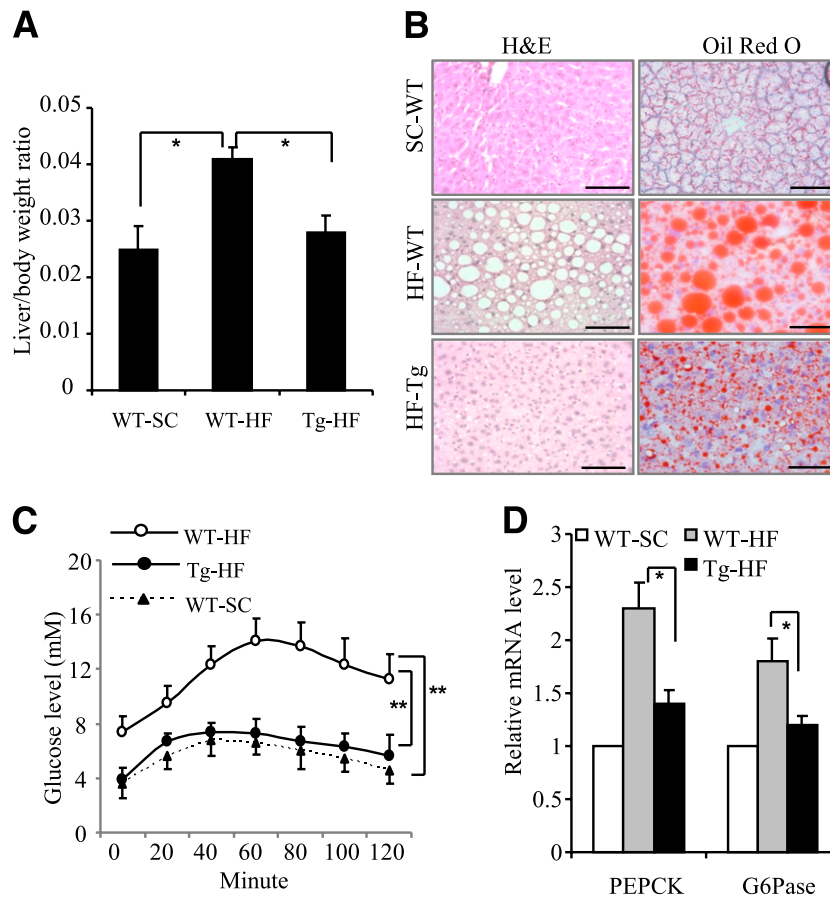 A
Liver/body weight ratio
0.05
0.04
0.03
0.02
0.01
0
* *
WT-SC WT-HF Tg-HF
B
H&E Oil Red O
SC-WT
HF-WT
HF-Tg
C
WT-HF
Tg-HF
WT-SC
Glucose level (mM)
20
16
12
8
4
0
** **
0 20 40 60 80 100 120
Minute
D
WT-SC WT-HF
Tg-HF
Relative mRNA level
3
2.5
2
1.5
1
0.5
0
* *
PEPCK G6Pase